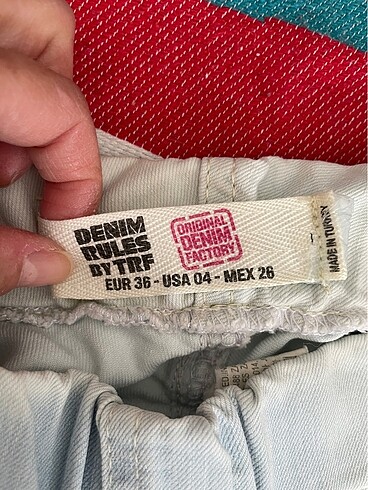 DENIM
RULES
BY TRF
ORIGINAL
DENIM
FACTORY
EUR 36 - USA 04 - MEX 26
MADE IN TURKEY